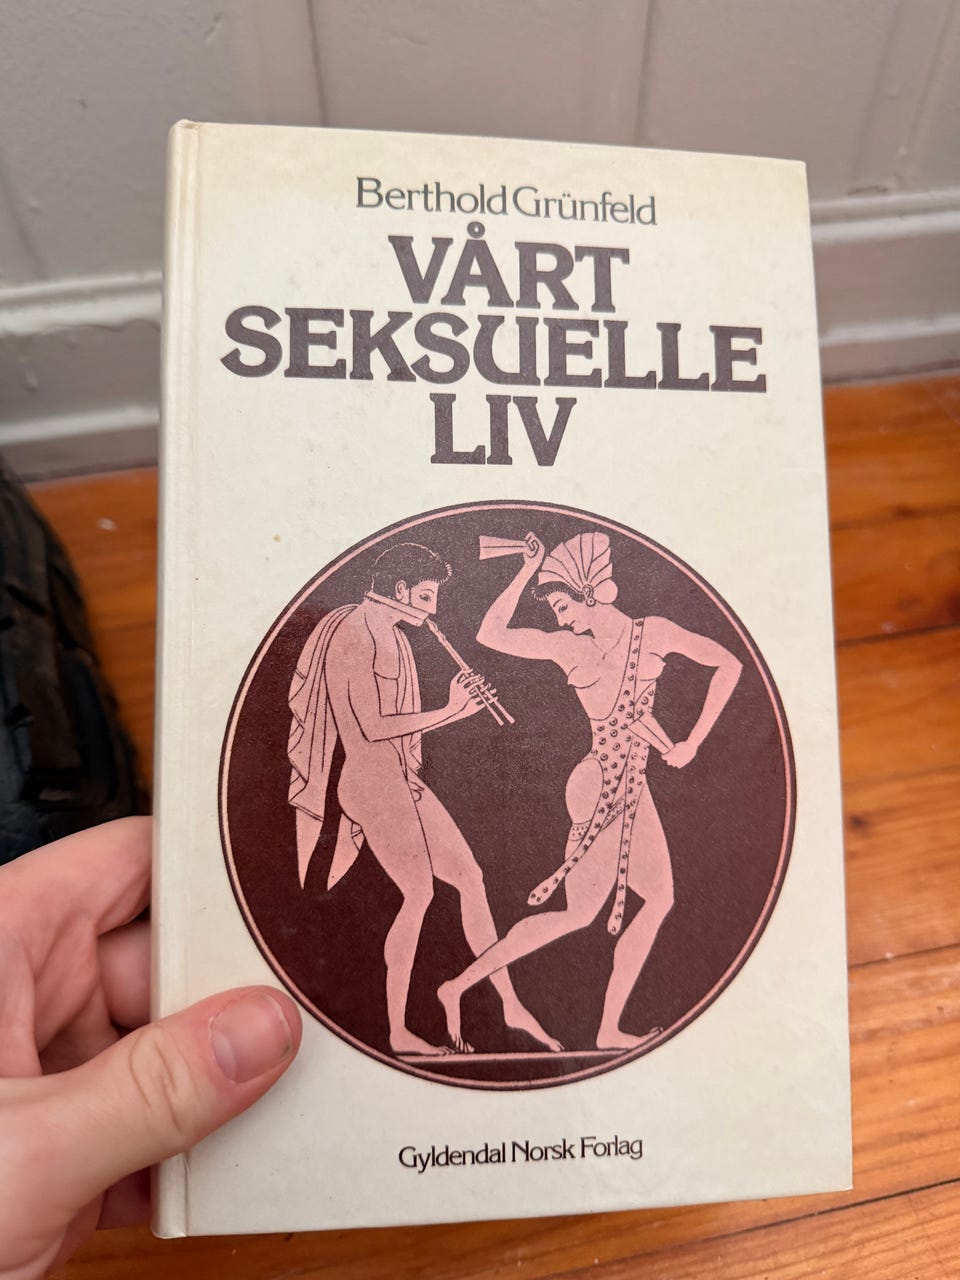 Berthold Grünfeld
VÅRT
SEKSUELLE
LIV
Gyldendal Norsk Forlag